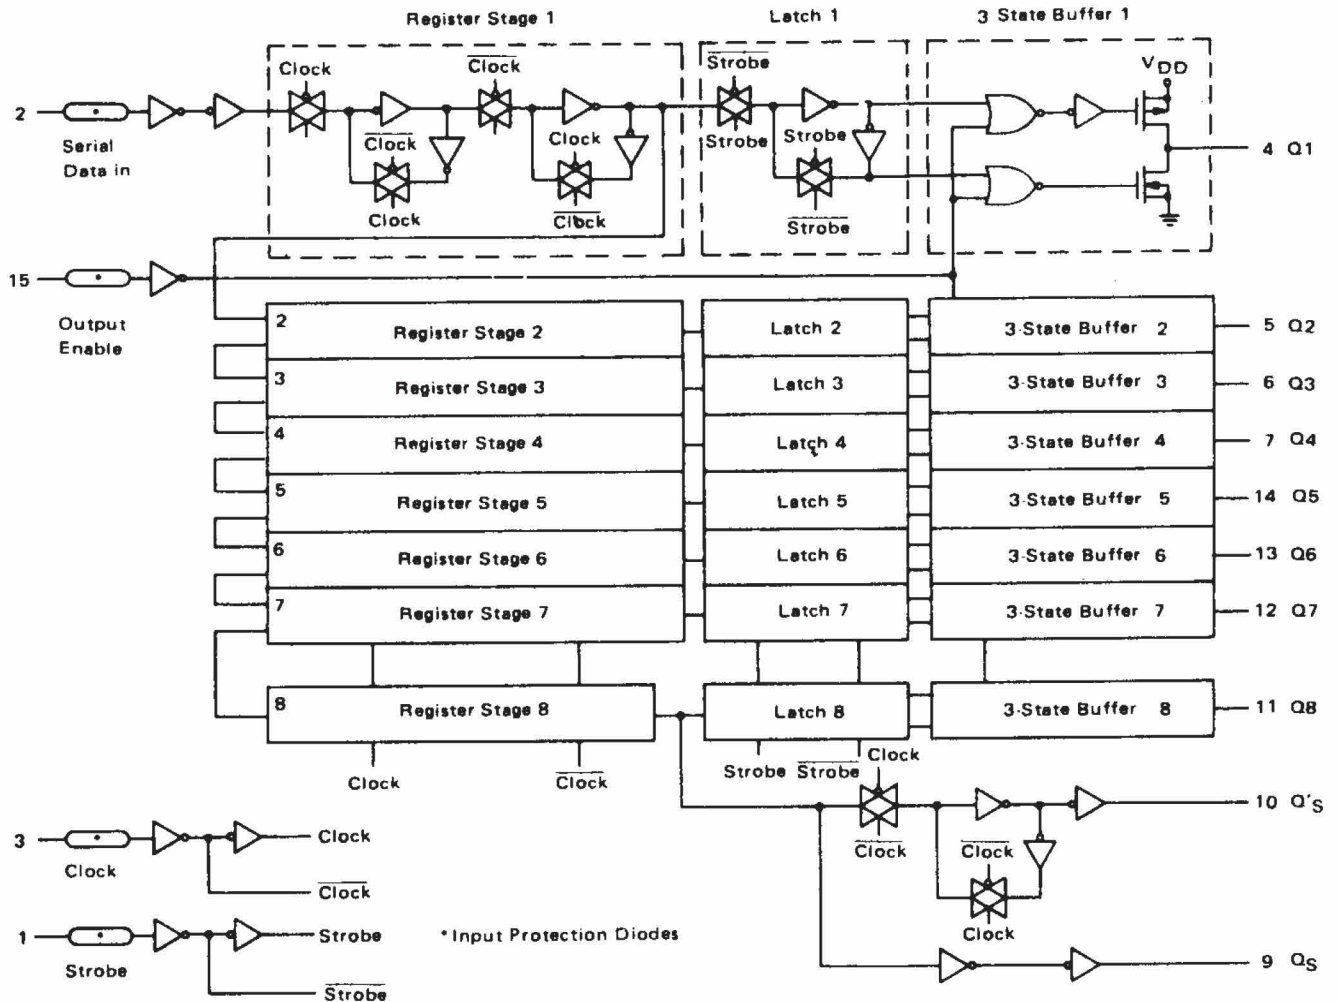 Register Stage 1
Latch 1
3 State Buffer 1
Clock
Clock
Strobe
VDD
2
Serial
Data in
Clock
Clock
Strobe
Strobe
4 Q1
Clock
Clock
Strobe
15
Output
Enable
2
Register Stage 2
Latch 2
3-State Buffer 2
5 Q2
3
Register Stage 3
Latch 3
3-State Buffer 3
6 Q3
4
Register Stage 4
Latch 4
3-State Buffer 4
7 Q4
5
Register Stage 5
Latch 5
3-State Buffer 5
14 Q5
6
Register Stage 6
Latch 6
3-State Buffer 6
13 Q6
7
Register Stage 7
Latch 7
3-State Buffer 7
12 Q7
8
Register Stage 8
Latch 8
3-State Buffer 8
11 Q8
Clock
Clock
Strobe
Strobe
Clock
10 Q'S
Clock
Clock
Clock
3
Clock
Clock
Clock
1
Strobe
Strobe
Strobe
*Input Protection Diodes
9 QS